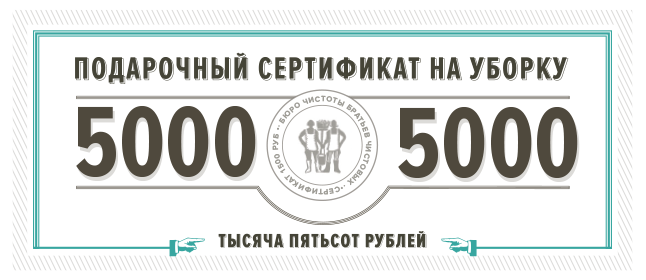 ПОДАРОЧНЫЙ СЕРТИФИКАТ НА УБОРКУ
5000 5000
БЮРО ЧИСТОТЫ БРАТЬЕВ ЧИСТОВЫХ •• СЕРТИФИКАТ 1500 РУБ ••
ТЫСЯЧА ПЯТЬСОТ РУБЛЕЙ